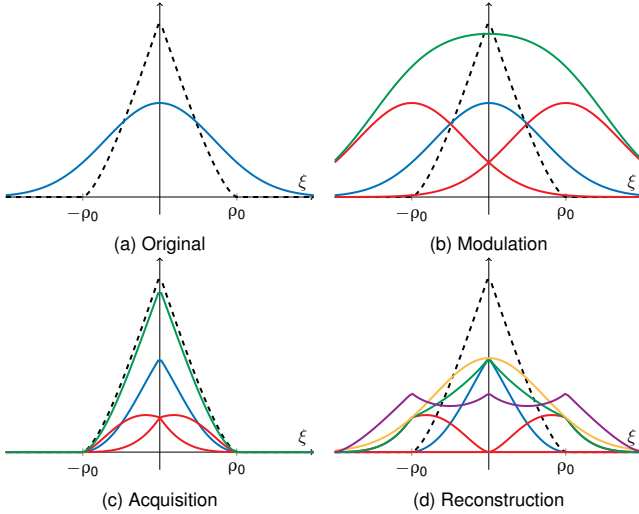 ξ
−ρ₀
ρ₀
(a) Original
ξ
−ρ₀
ρ₀
(b) Modulation
ξ
−ρ₀
ρ₀
(c) Acquisition
ξ
−ρ₀
ρ₀
(d) Reconstruction